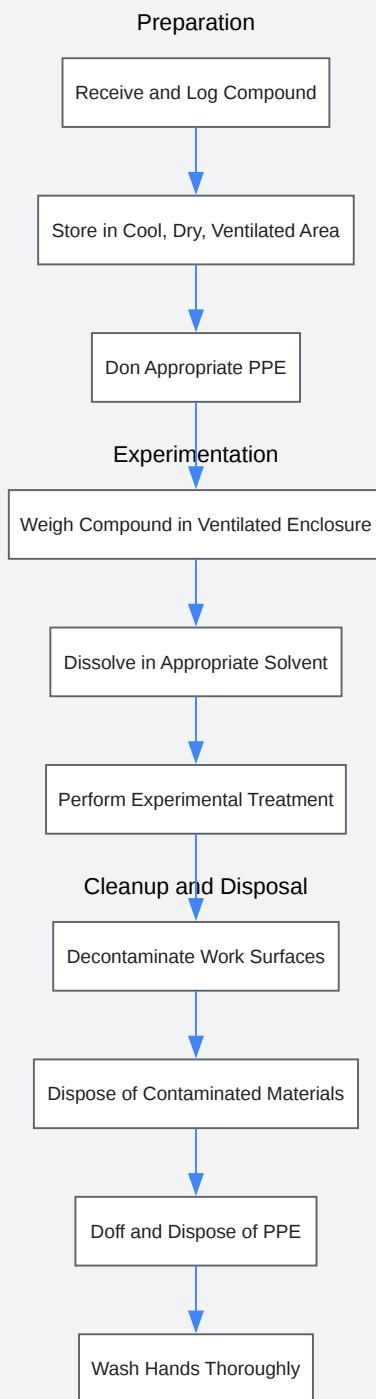 Preparation
Receive and Log Compound
Store in Cool, Dry, Ventilated Area
Don Appropriate PPE
Experimentation
Weigh Compound in Ventilated Enclosure
Dissolve in Appropriate Solvent
Perform Experimental Treatment
Cleanup and Disposal
Decontaminate Work Surfaces
Dispose of Contaminated Materials
Doff and Dispose of PPE
Wash Hands Thoroughly